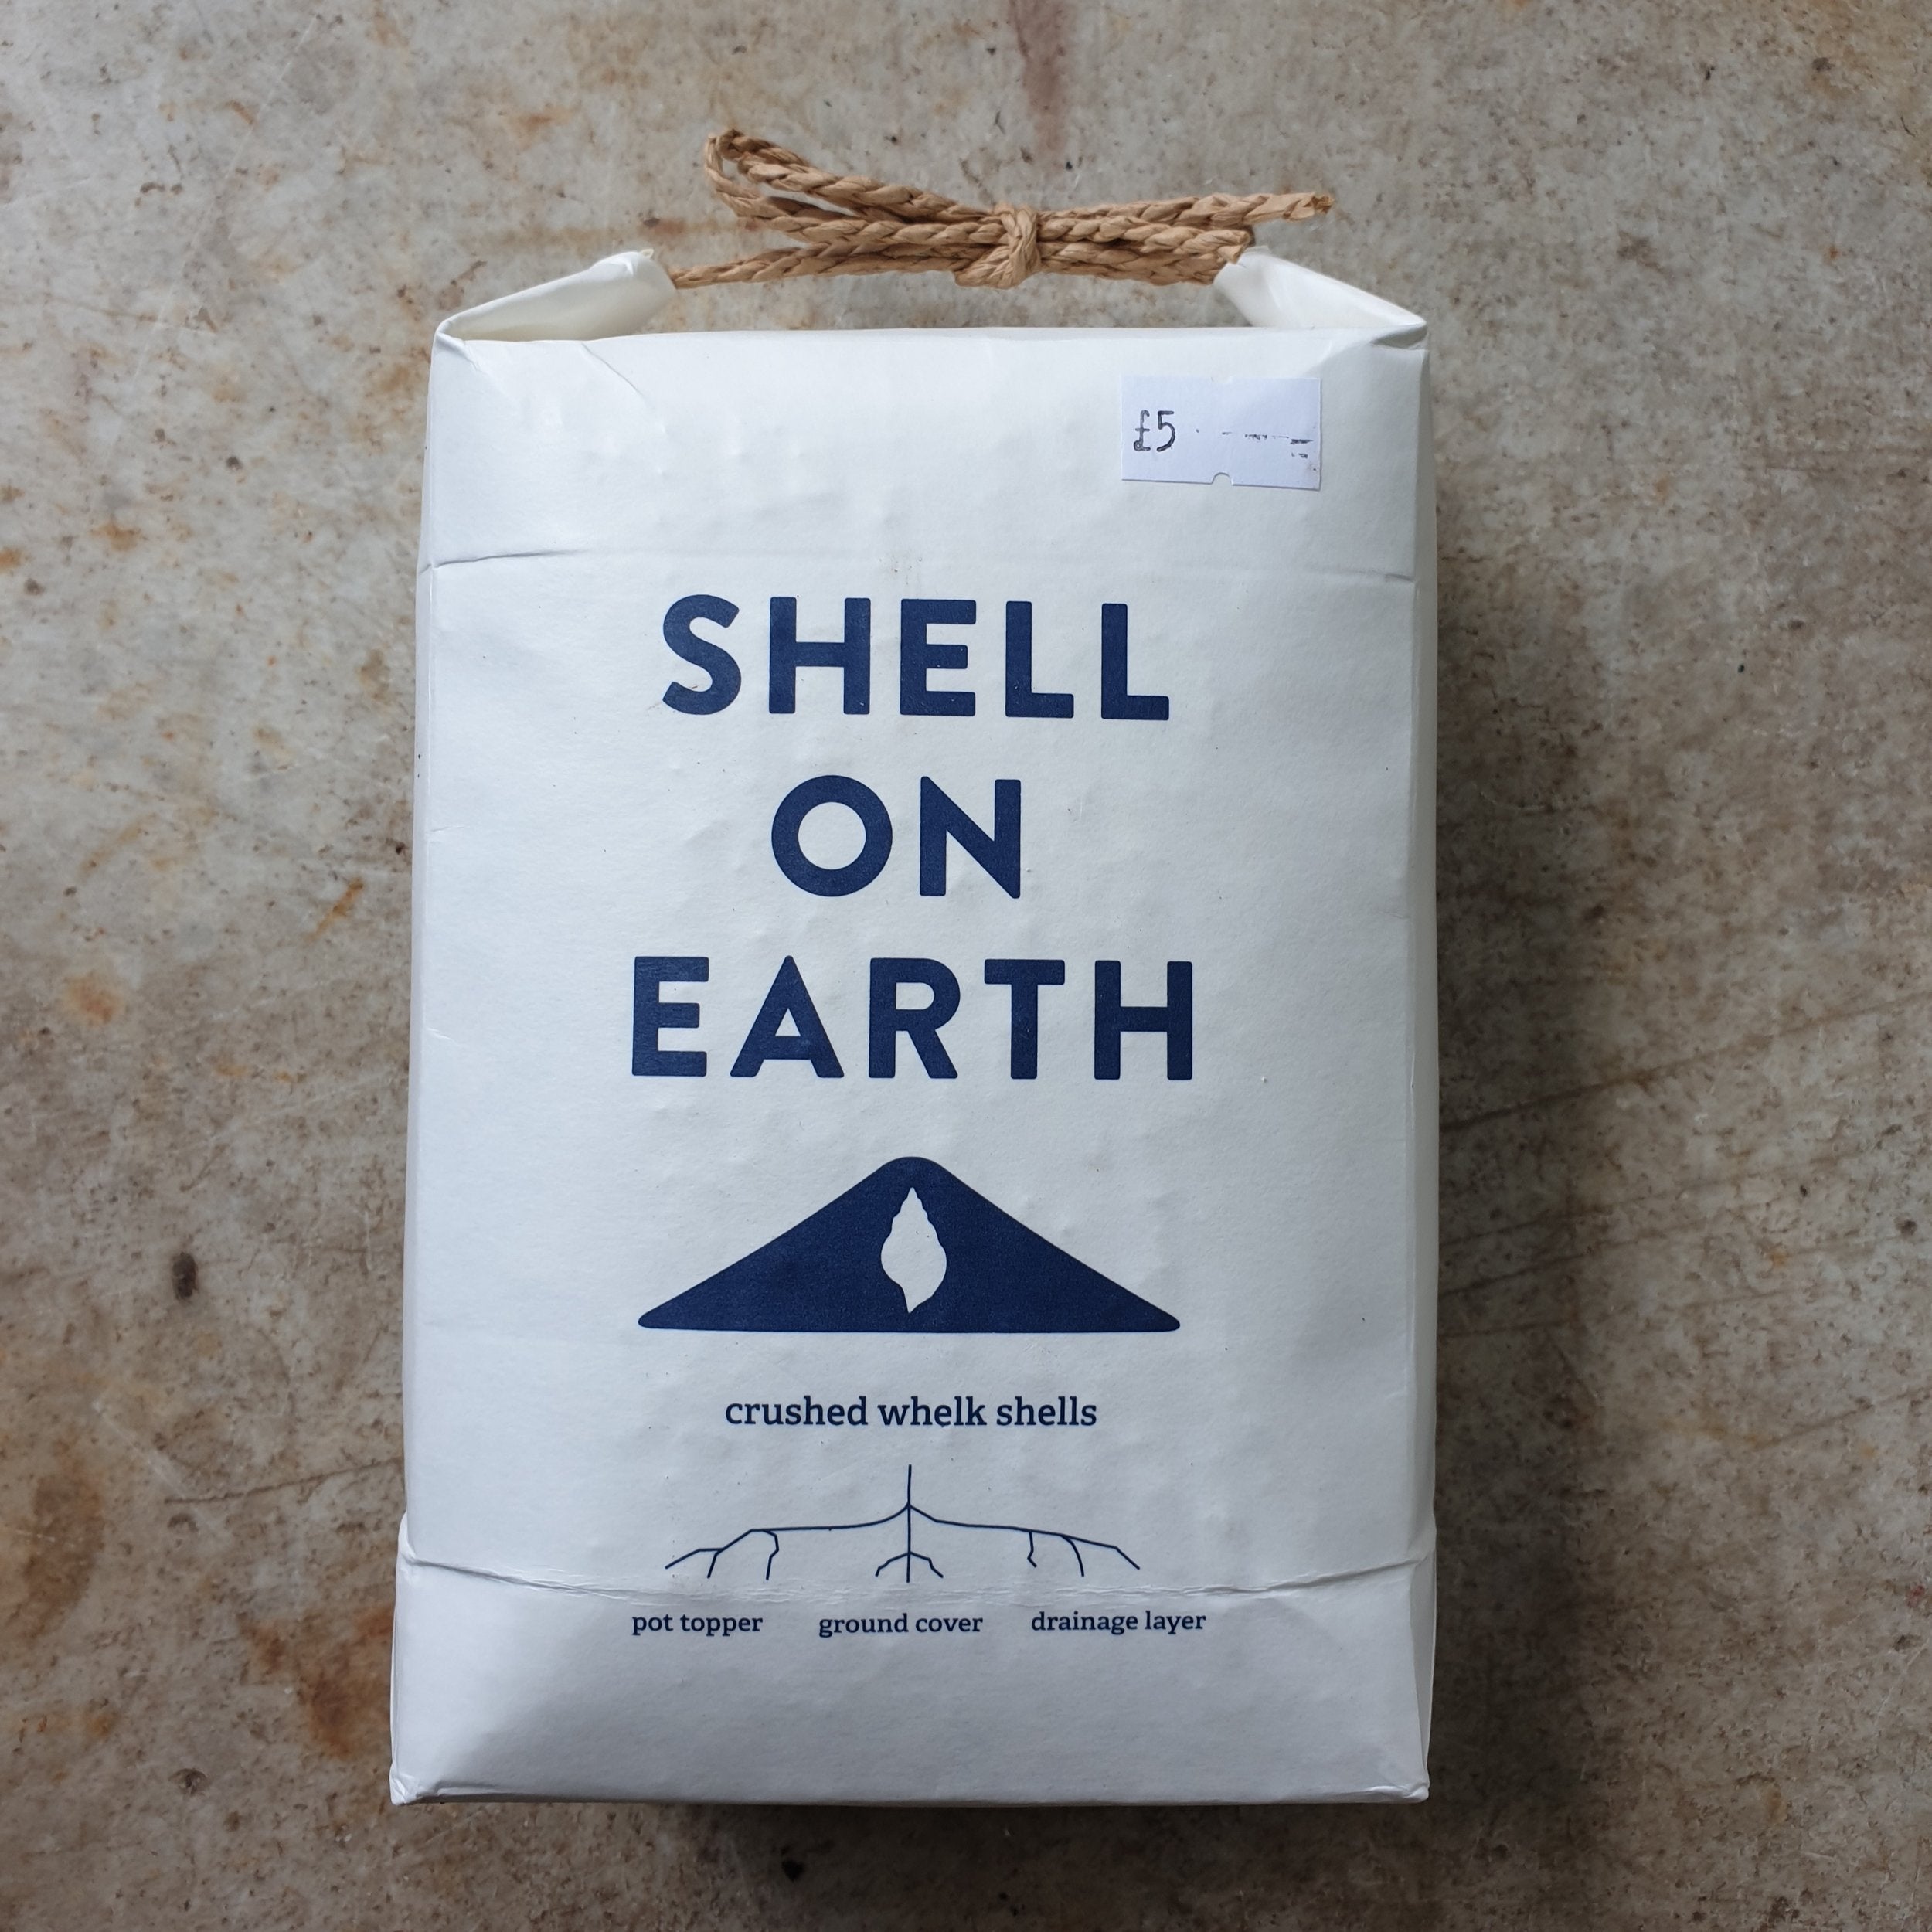 £5
SHELL
ON
EARTH
crushed whelk shells
pot topper ground cover drainage layer